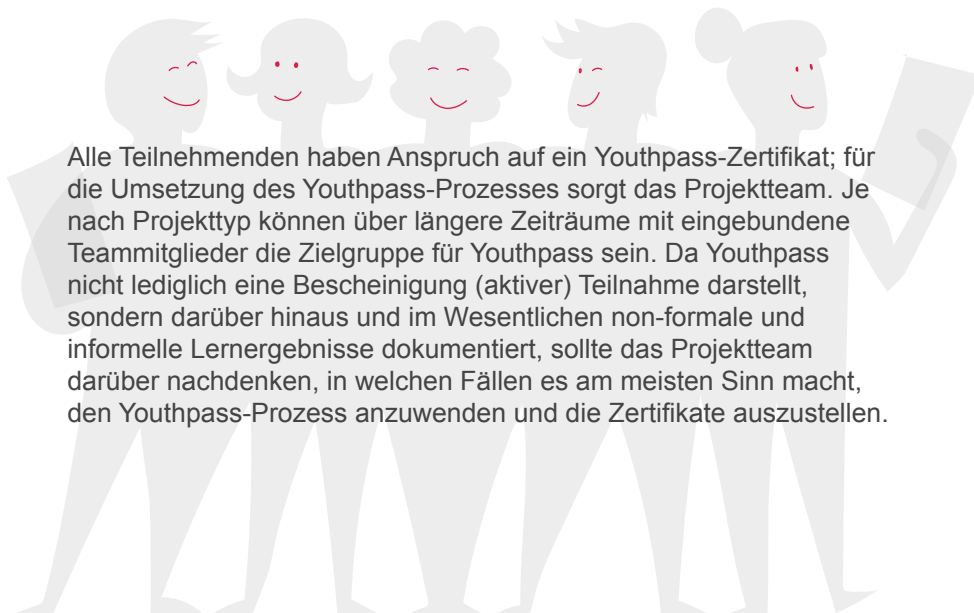 Alle Teilnehmenden haben Anspruch auf ein Youthpass-Zertifikat; für
die Umsetzung des Youthpass-Prozesses sorgt das Projektteam. Je
nach Projekttyp können über längere Zeiträume mit eingebundene
Teammitglieder die Zielgruppe für Youthpass sein. Da Youthpass
nicht lediglich eine Bescheinigung (aktiver) Teilnahme darstellt,
sondern darüber hinaus und im Wesentlichen non-formale und
informelle Lernergebnisse dokumentiert, sollte das Projektteam
darüber nachdenken, in welchen Fällen es am meisten Sinn macht,
den Youthpass-Prozess anzuwenden und die Zertifikate auszustellen.